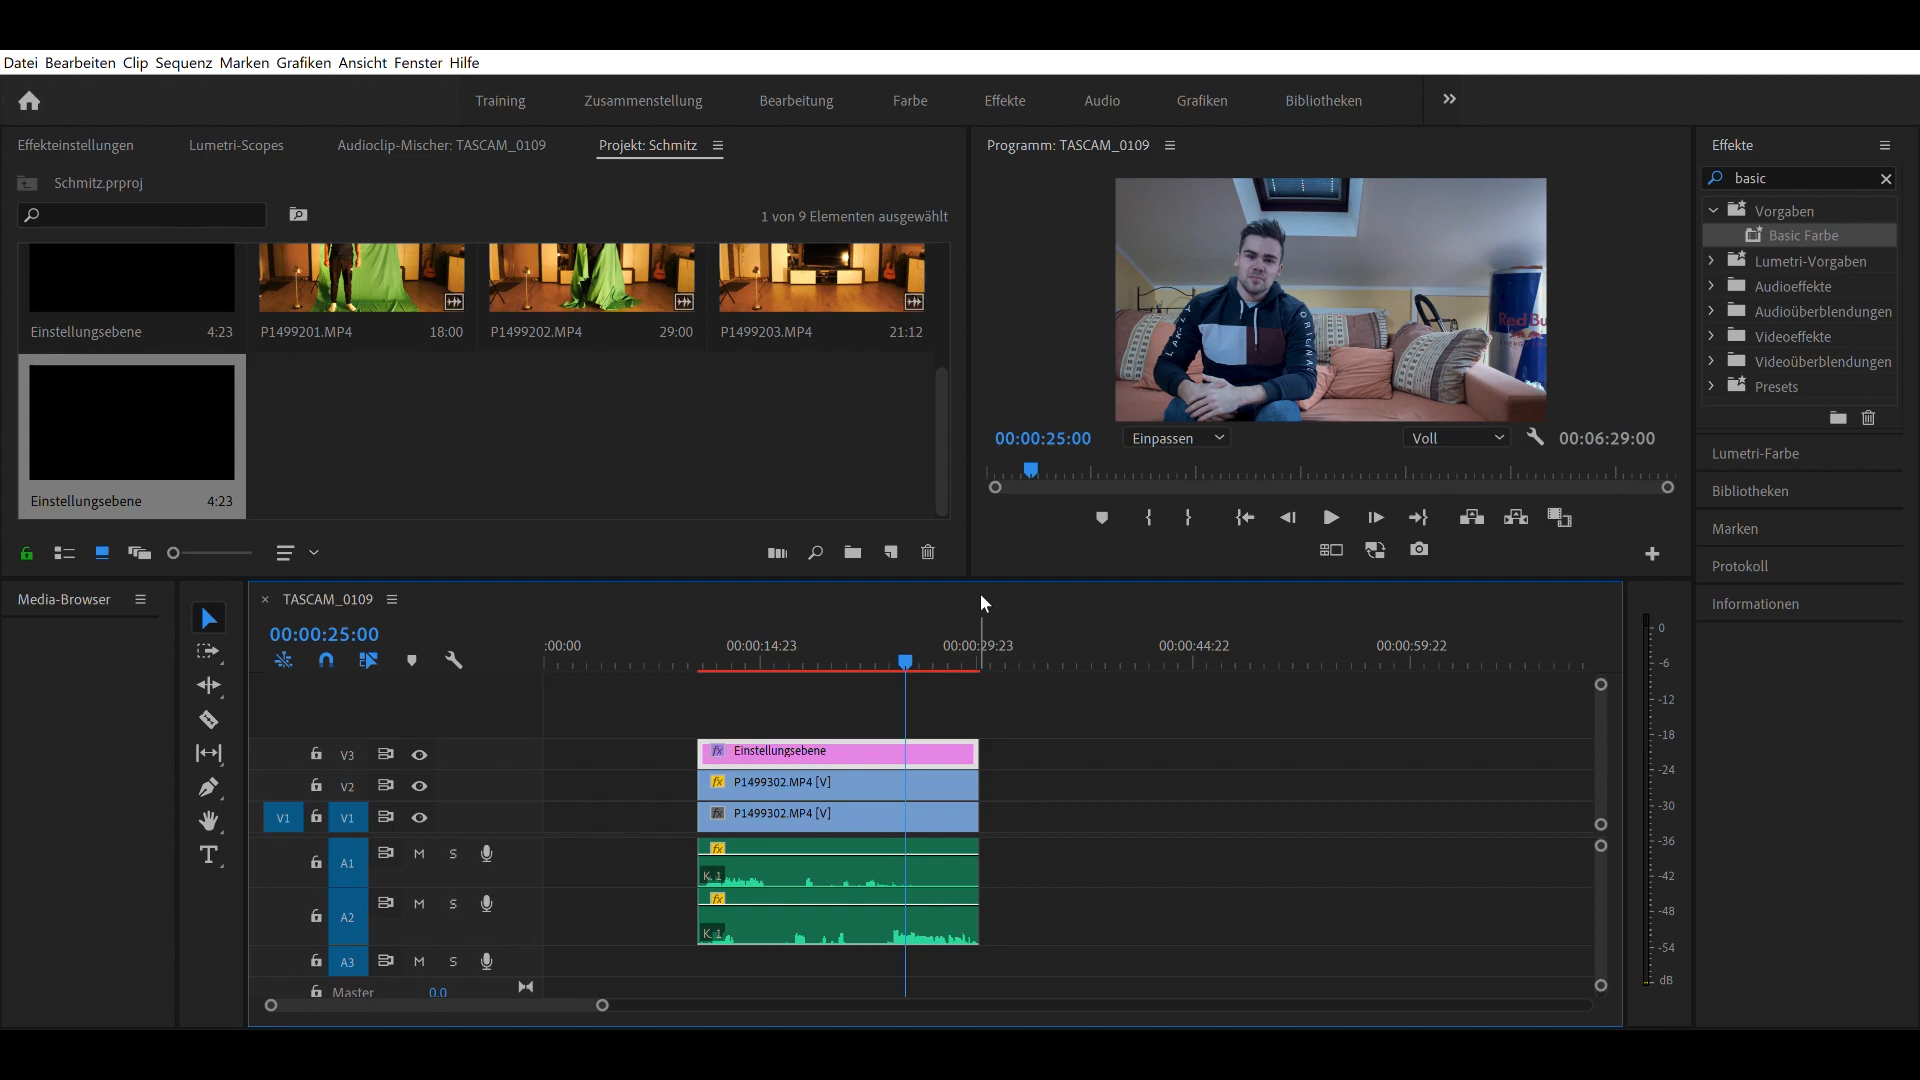 Datei Bearbeiten Clip Sequenz Marken Grafiken Ansicht Fenster Hilfe
Training Zusammenstellung Bearbeitung Farbe Effekte Audio Grafiken Bibliotheken
Effekteinstellungen Lumetri-Scopes Audioclip-Mischer: TASCAM_0109 Projekt: Schmitz
Schmitz.prproj
1 von 9 Elementen ausgewählt
Einstellungsebene 4:23 P1499201.MP4 18:00 P1499202.MP4 29:00 P1499203.MP4 21:12
Einstellungsebene 4:23
Programm: TASCAM_0109
ORIGINAL
Red Bu
00:00:25:00 Einpassen Voll 00:06:29:00
Effekte
basic
Vorgaben
Basic Farbe
Lumetri-Vorgaben
Audioeffekte
Audioüberblendungen
Videoeffekte
Videoüberblendungen
Presets
Lumetri-Farbe
Bibliotheken
Marken
Protokoll
Informationen
Media-Browser
TASCAM_0109
00:00:25:00
:00:00 00:00:14:23 00:00:29:23 00:00:44:22 00:00:59:22
V3 fx Einstellungsebene
V2 fx P1499302.MP4 [V]
V1 V1 fx P1499302.MP4 [V]
A1 M S fx
K. 1
A2 M S fx
K. 1
A3 M S
Master 0.0
0
-6
-12
-18
-24
-30
-36
-42
-48
-54
dB